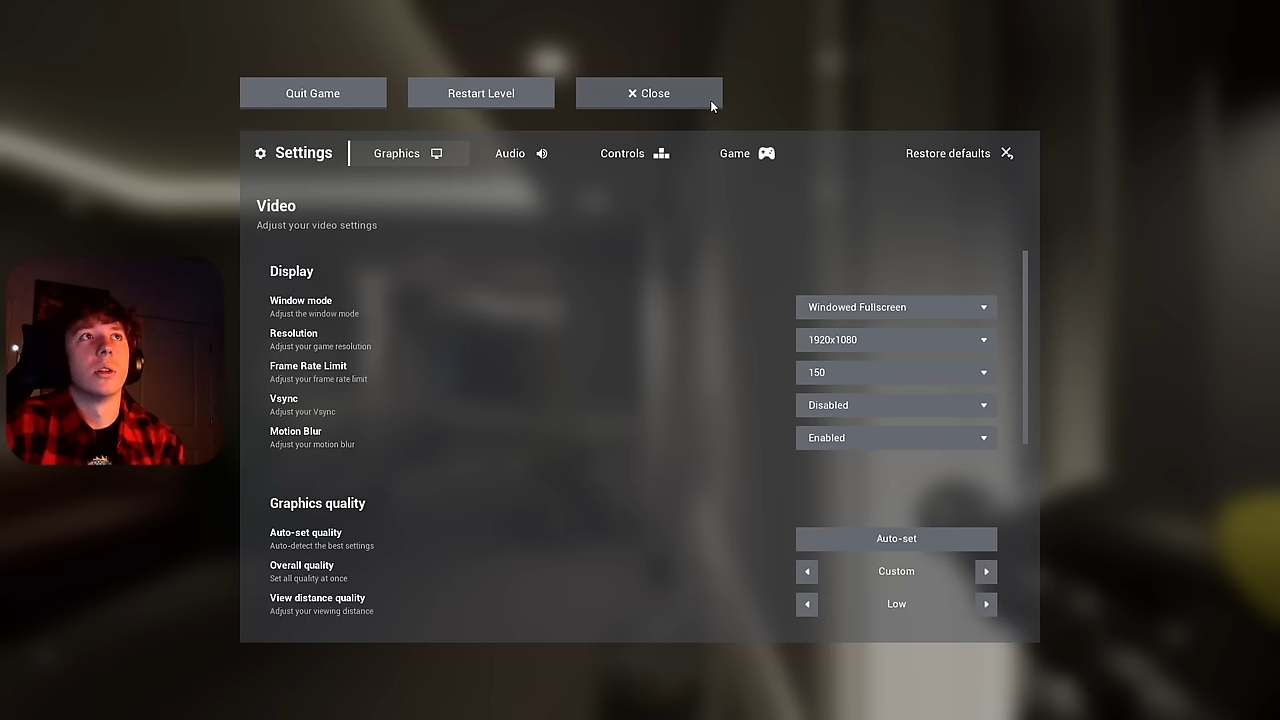 Quit Game
Restart Level
Close
Settings
Graphics
Audio
Controls
Game
Restore defaults
Video
Adjust your video settings
Display
Window mode
Adjust the window mode
Windowed Fullscreen
Resolution
Adjust your game resolution
1920x1080
Frame Rate Limit
Adjust your frame rate limit
150
Vsync
Adjust your Vsync
Disabled
Motion Blur
Adjust your motion blur
Enabled
Graphics quality
Auto-set quality
Auto-detect the best settings
Auto-set
Overall quality
Set all quality at once
Custom
View distance quality
Adjust your viewing distance
Low